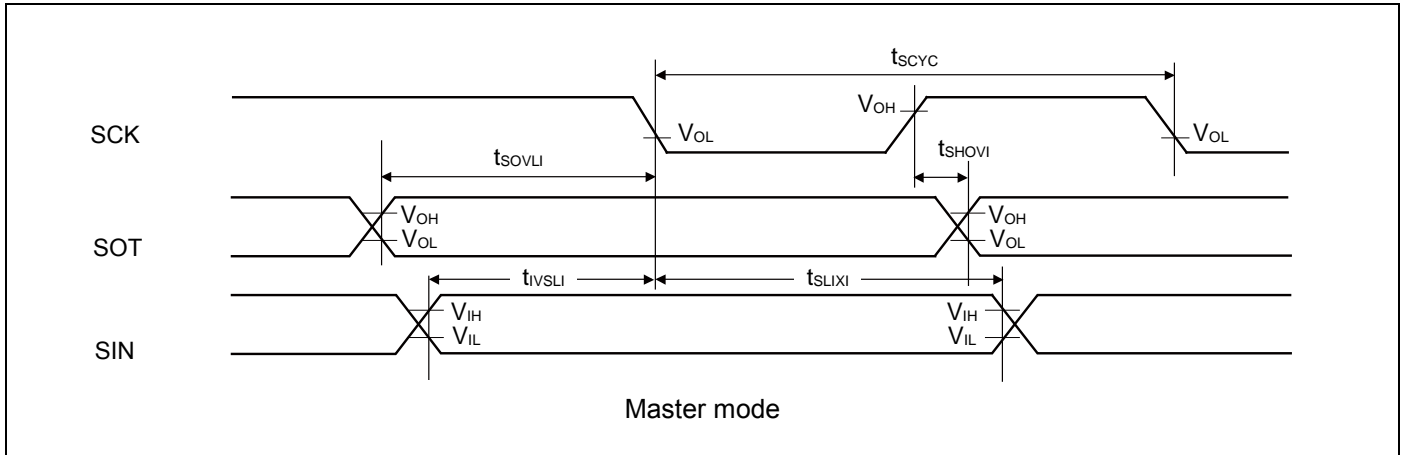 tSCYC
SCK
VOH
VOL
VOL
tSOVLI
tSHOVI
SOT
VOH
VOL
VOH
VOL
tIVSLI
tSLIXI
SIN
VIH
VIL
VIH
VIL
Master mode